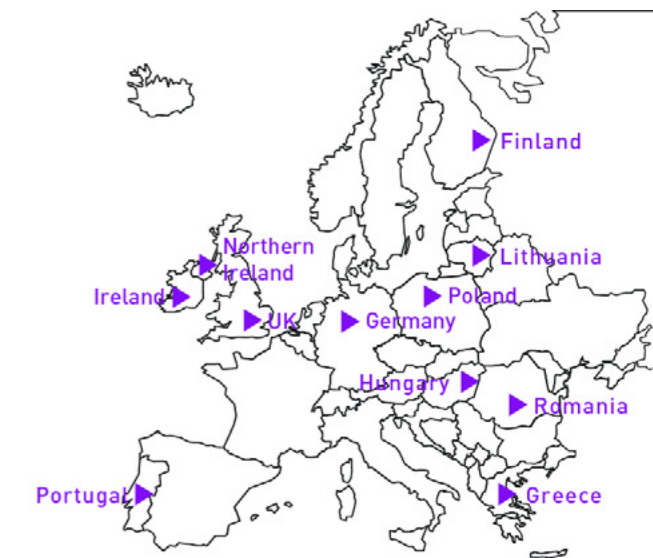 Finland
Northern
Ireland
Lithuania
Ireland
Poland
UK
Germany
Hungary
Romania
Portugal
Greece